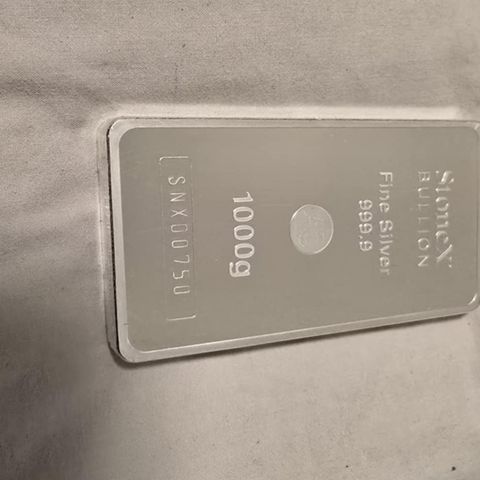 StoneX
BULLION
Fine Silver
999.9
1000g
SNX00750